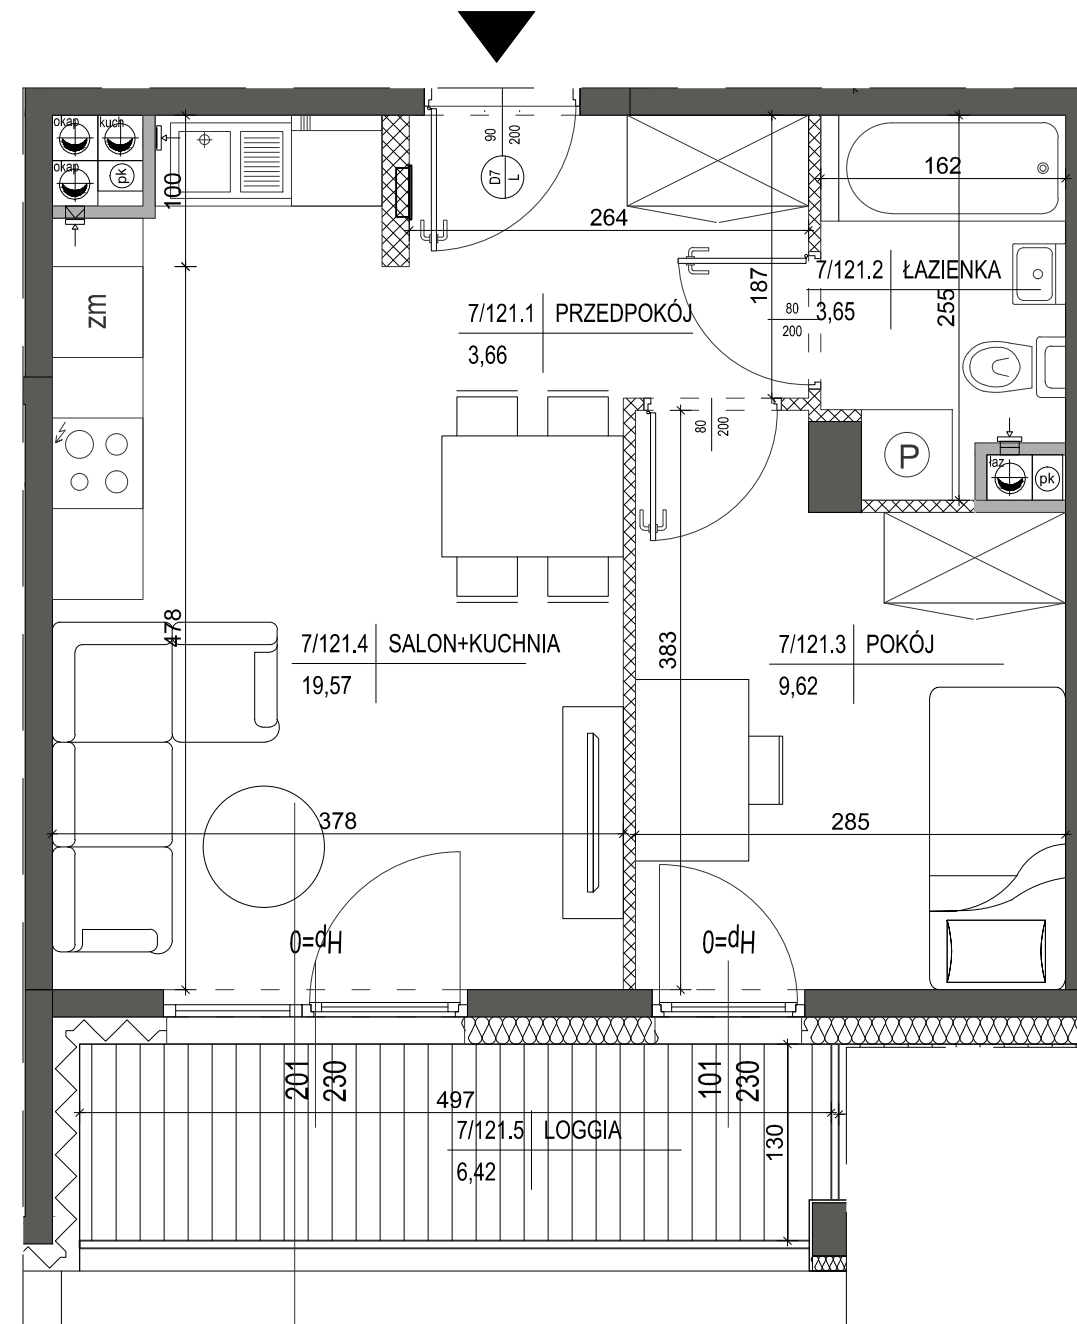 okap
kuch
okap
pk
100
90
200
D7
L
264
162
187
7/121.2 ŁAZIENKA
3,65
255
80
200
7/121.1 PRZEDPOKÓJ
3,66
zm
80
200
P
łaz
pk
478
7/121.4 SALON+KUCHNIA
19,57
383
7/121.3 POKÓJ
9,62
378
285
Hp=0
Hp=0
201
230
101
230
497
7/121.5 LOGGIA
6,42
130